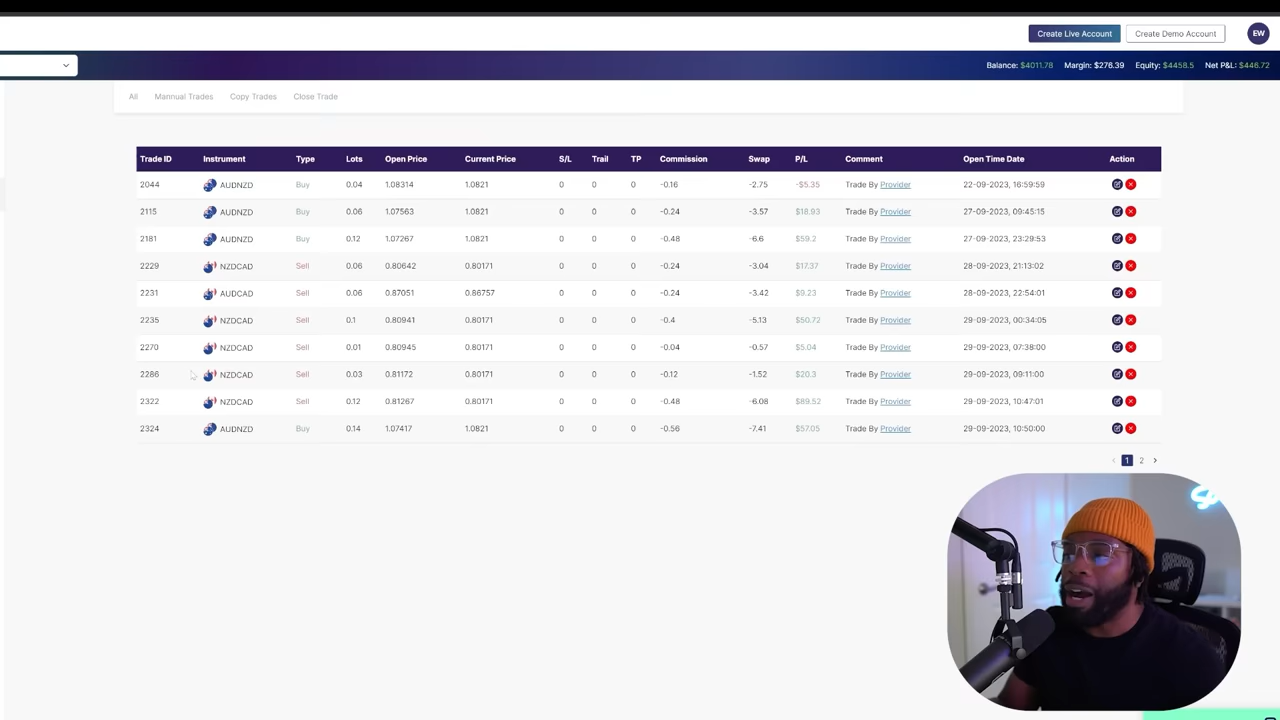 Create Live Account Create Demo Account EW
Balance: $4011.78 Margin: $276.39 Equity: $4458.5 Net P&L: $446.72
All Mannual Trades Copy Trades Close Trade
Trade ID Instrument Type Lots Open Price Current Price S/L Trail TP Commission Swap P/L Comment Open Time Date Action
2044 AUDNZD Buy 0.04 1.08314 1.0821 0 0 0 -0.16 -2.75 -$5.35 Trade By Provider 22-09-2023, 16:59:59
2115 AUDNZD Buy 0.06 1.07563 1.0821 0 0 0 -0.24 -3.57 $18.93 Trade By Provider 27-09-2023, 09:45:15
2181 AUDNZD Buy 0.12 1.07267 1.0821 0 0 0 -0.48 -6.6 $59.2 Trade By Provider 27-09-2023, 23:29:53
2229 NZDCAD Sell 0.06 0.80642 0.80171 0 0 0 -0.24 -3.04 $17.37 Trade By Provider 28-09-2023, 21:13:02
2231 AUDCAD Sell 0.06 0.87051 0.86757 0 0 0 -0.24 -3.42 $9.23 Trade By Provider 28-09-2023, 22:54:01
2235 NZDCAD Sell 0.1 0.80941 0.80171 0 0 0 -0.4 -5.13 $50.72 Trade By Provider 29-09-2023, 00:34:05
2270 NZDCAD Sell 0.01 0.80945 0.80171 0 0 0 -0.04 -0.57 $5.04 Trade By Provider 29-09-2023, 07:38:00
2286 NZDCAD Sell 0.03 0.81172 0.80171 0 0 0 -0.12 -1.52 $20.3 Trade By Provider 29-09-2023, 09:11:00
2322 NZDCAD Sell 0.12 0.81267 0.80171 0 0 0 -0.48 -6.08 $89.52 Trade By Provider 29-09-2023, 10:47:01
2324 AUDNZD Buy 0.14 1.07417 1.0821 0 0 0 -0.56 -7.41 $57.05 Trade By Provider 29-09-2023, 10:50:00
1 2